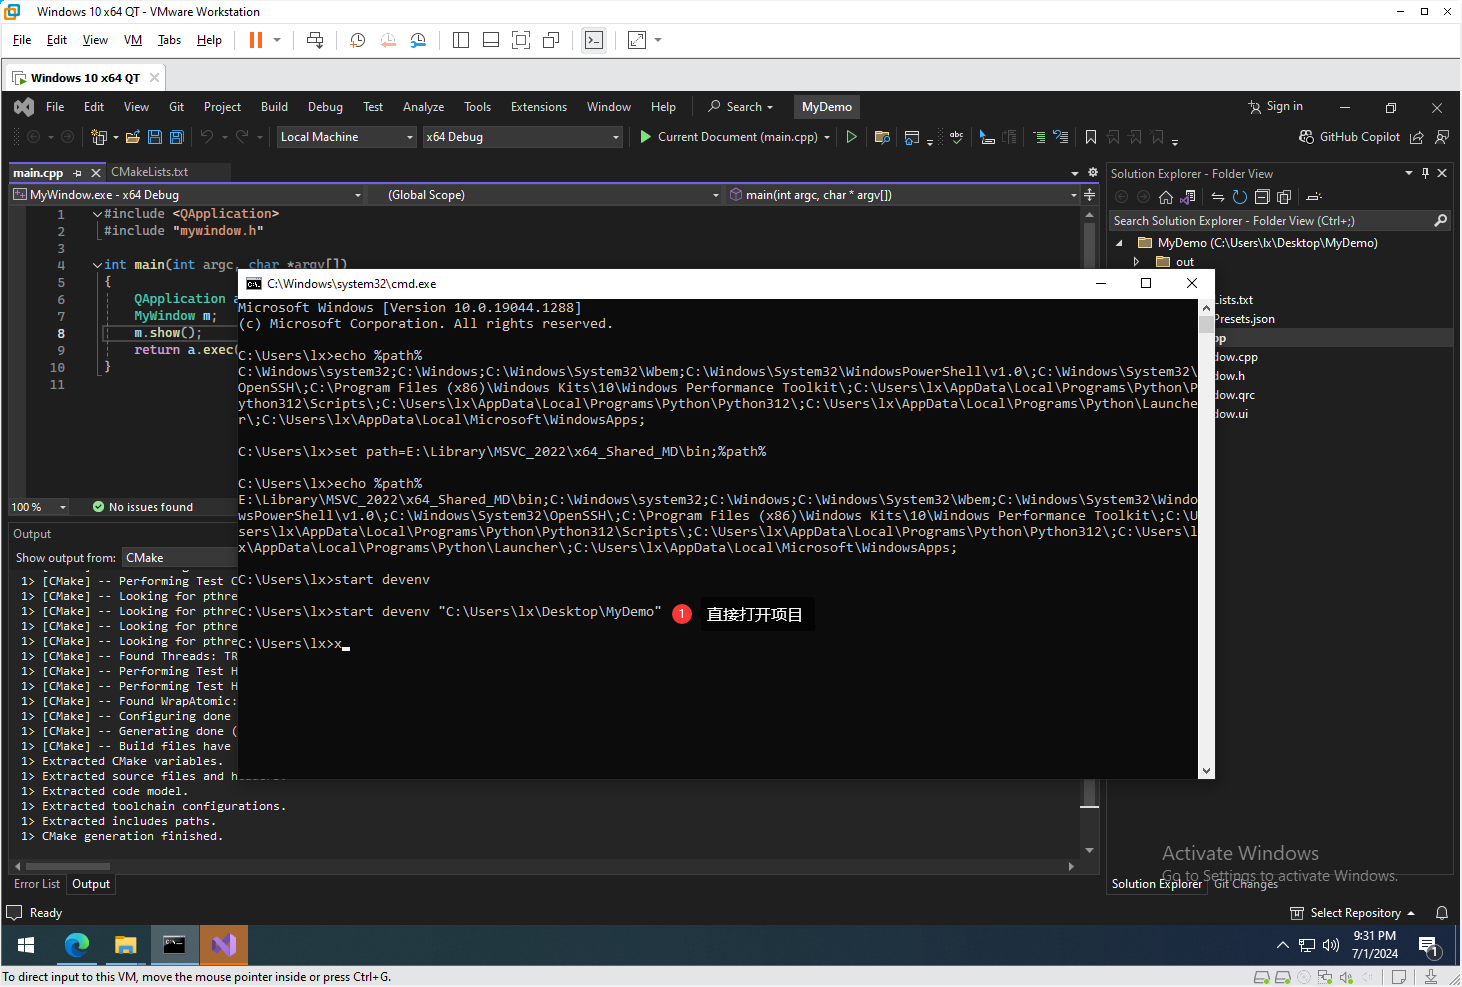 Windows 10 x64 QT - VMware Workstation
File Edit View VM Tabs Help
Windows 10 x64 QT
File Edit View Git Project Build Debug Test Analyze Tools Extensions Window Help Search MyDemo Sign in
Local Machine x64 Debug Current Document (main.cpp) GitHub Copilot
main.cpp CMakeLists.txt
MyWindow.exe - x64 Debug (Global Scope) main(int argc, char * argv[])
1 #include <QApplication>
2 #include "mywindow.h"
3
4 int main(int argc, char *argv[])
5 {
6 QApplication a
7 MyWindow m;
8 m.show();
9 return a.exec(
10 }
11
100 % No issues found
Solution Explorer - Folder View
Search Solution Explorer - Folder View (Ctrl+;)
MyDemo (C:\Users\lx\Desktop\MyDemo)
out
Lists.txt
Presets.json
pp
dow.cpp
dow.h
dow.qrc
dow.ui
C:\Windows\system32\cmd.exe
Microsoft Windows [Version 10.0.19044.1288]
(c) Microsoft Corporation. All rights reserved.
C:\Users\lx>echo %path%
C:\Windows\system32;C:\Windows;C:\Windows\System32\Wbem;C:\Windows\System32\WindowsPowerShell\v1.0\;C:\Windows\System32\
OpenSSH\;C:\Program Files (x86)\Windows Kits\10\Windows Performance Toolkit\;C:\Users\lx\AppData\Local\Programs\Python\P
ython312\Scripts\;C:\Users\lx\AppData\Local\Programs\Python\Python312\;C:\Users\lx\AppData\Local\Programs\Python\Launche
r\;C:\Users\lx\AppData\Local\Microsoft\WindowsApps;
C:\Users\lx>set path=E:\Library\MSVC_2022\x64_Shared_MD\bin;%path%
C:\Users\lx>echo %path%
E:\Library\MSVC_2022\x64_Shared_MD\bin;C:\Windows\system32;C:\Windows;C:\Windows\System32\Wbem;C:\Windows\System32\Windo
wsPowerShell\v1.0\;C:\Windows\System32\OpenSSH\;C:\Program Files (x86)\Windows Kits\10\Windows Performance Toolkit\;C:\U
sers\lx\AppData\Local\Programs\Python\Python312\Scripts\;C:\Users\lx\AppData\Local\Programs\Python\Python312\;C:\Users\l
x\AppData\Local\Programs\Python\Launcher\;C:\Users\lx\AppData\Local\Microsoft\WindowsApps;
C:\Users\lx>start devenv
C:\Users\lx>start devenv "C:\Users\lx\Desktop\MyDemo" 1 直接打开项目
C:\Users\lx>x
Output
Show output from: CMake
1> [CMake] -- Performing Test C
1> [CMake] -- Looking for pthre
1> [CMake] -- Looking for pthre
1> [CMake] -- Looking for pthre
1> [CMake] -- Looking for pthre
1> [CMake] -- Found Threads: TR
1> [CMake] -- Performing Test H
1> [CMake] -- Performing Test H
1> [CMake] -- Found WrapAtomic:
1> [CMake] -- Configuring done
1> [CMake] -- Generating done (
1> [CMake] -- Build files have
1> Extracted CMake variables.
1> Extracted source files and headers.
1> Extracted code model.
1> Extracted toolchain configurations.
1> Extracted includes paths.
1> CMake generation finished.
Error List Output
Activate Windows
Go to Settings to activate Windows.
Solution Explorer Git Changes
Ready Select Repository
9:31 PM
7/1/2024
1
To direct input to this VM, move the mouse pointer inside or press Ctrl+G.